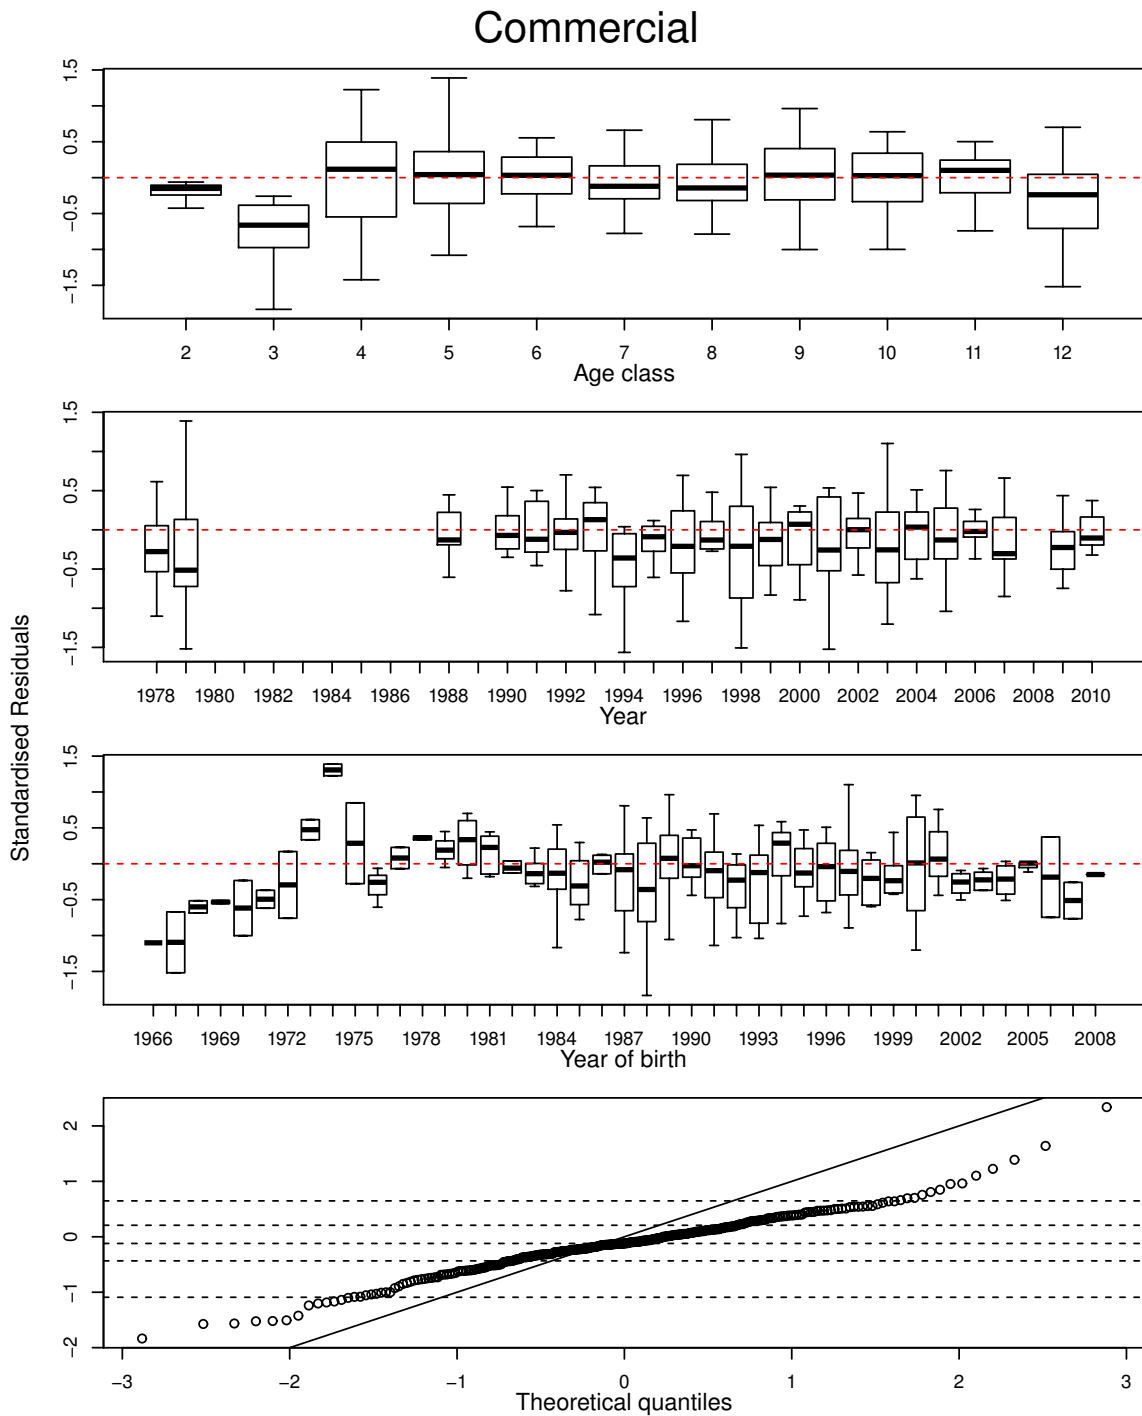 Commercial
Standardised Residuals
1.5
0.5
−0.5
−1.5
2 3 4 5 6 7 8 9 10 11 12
Age class
1.5
0.5
−0.5
−1.5
1978 1980 1982 1984 1986 1988 1990 1992 1994 1996 1998 2000 2002 2004 2006 2008 2010
Year
1.5
0.5
−0.5
−1.5
1966 1969 1972 1975 1978 1981 1984 1987 1990 1993 1996 1999 2002 2005 2008
Year of birth
2
1
0
−1
−2
−3 −2 −1 0 1 2 3
Theoretical quantiles